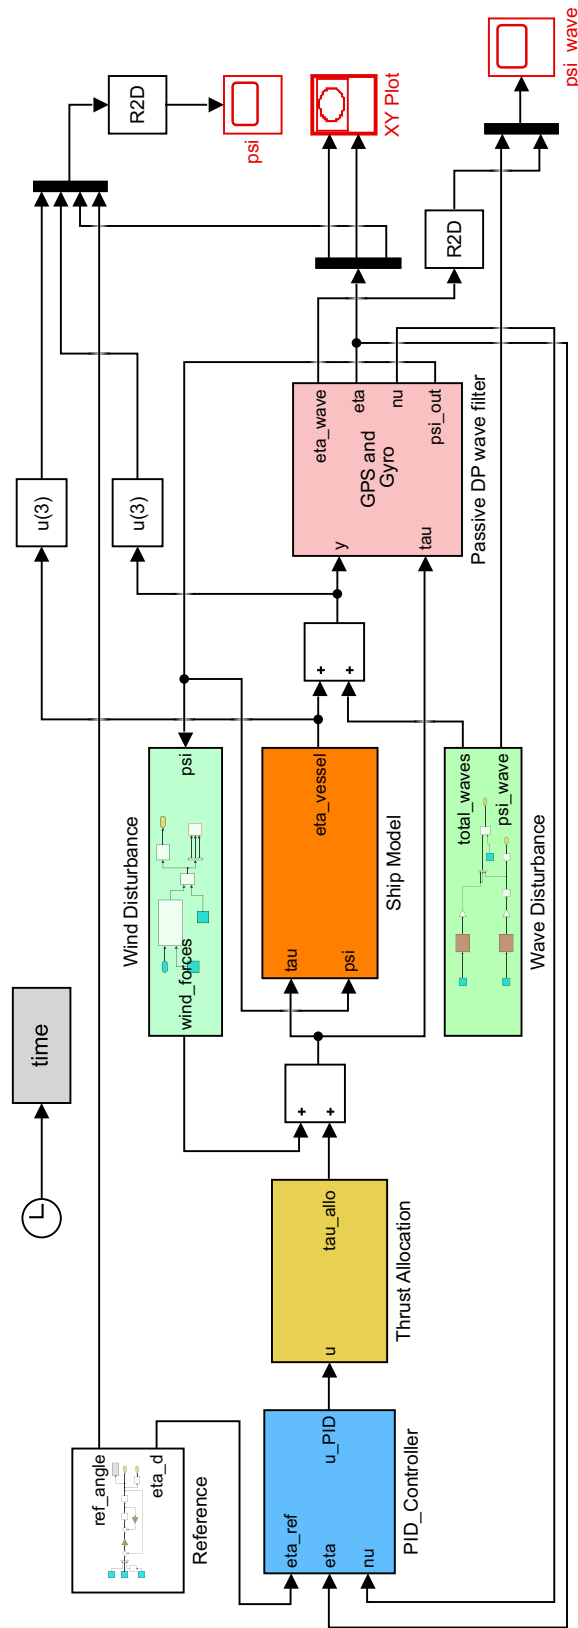 time
Reference
ref_angle
eta_d
PID_Controller
eta_ref
eta
nu
u_PID
Thrust Allocation
u
tau_allo
+
+
Wind Disturbance
wind_forces
psi
Ship Model
tau
psi
eta_vessel
Wave Disturbance
total_waves
psi_wave
+
+
u(3)
u(3)
Passive DP wave filter
GPS and
Gyro
y
tau
eta_wave
eta
nu
psi_out
R2D
psi
XY Plot
R2D
psi_wave